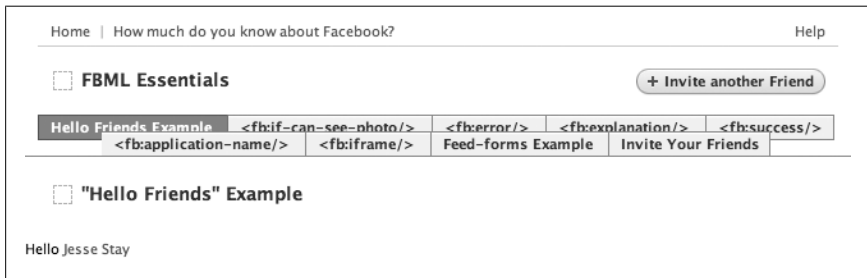 Home | How much do you know about Facebook? Help
FBML Essentials + Invite another Friend
Hello Friends Example <fb:if-can-see-photo/> <fb:error/> <fb:explanation/> <fb:success/>
<fb:application-name/> <fb:iframe/> Feed-forms Example Invite Your Friends
"Hello Friends" Example
Hello Jesse Stay